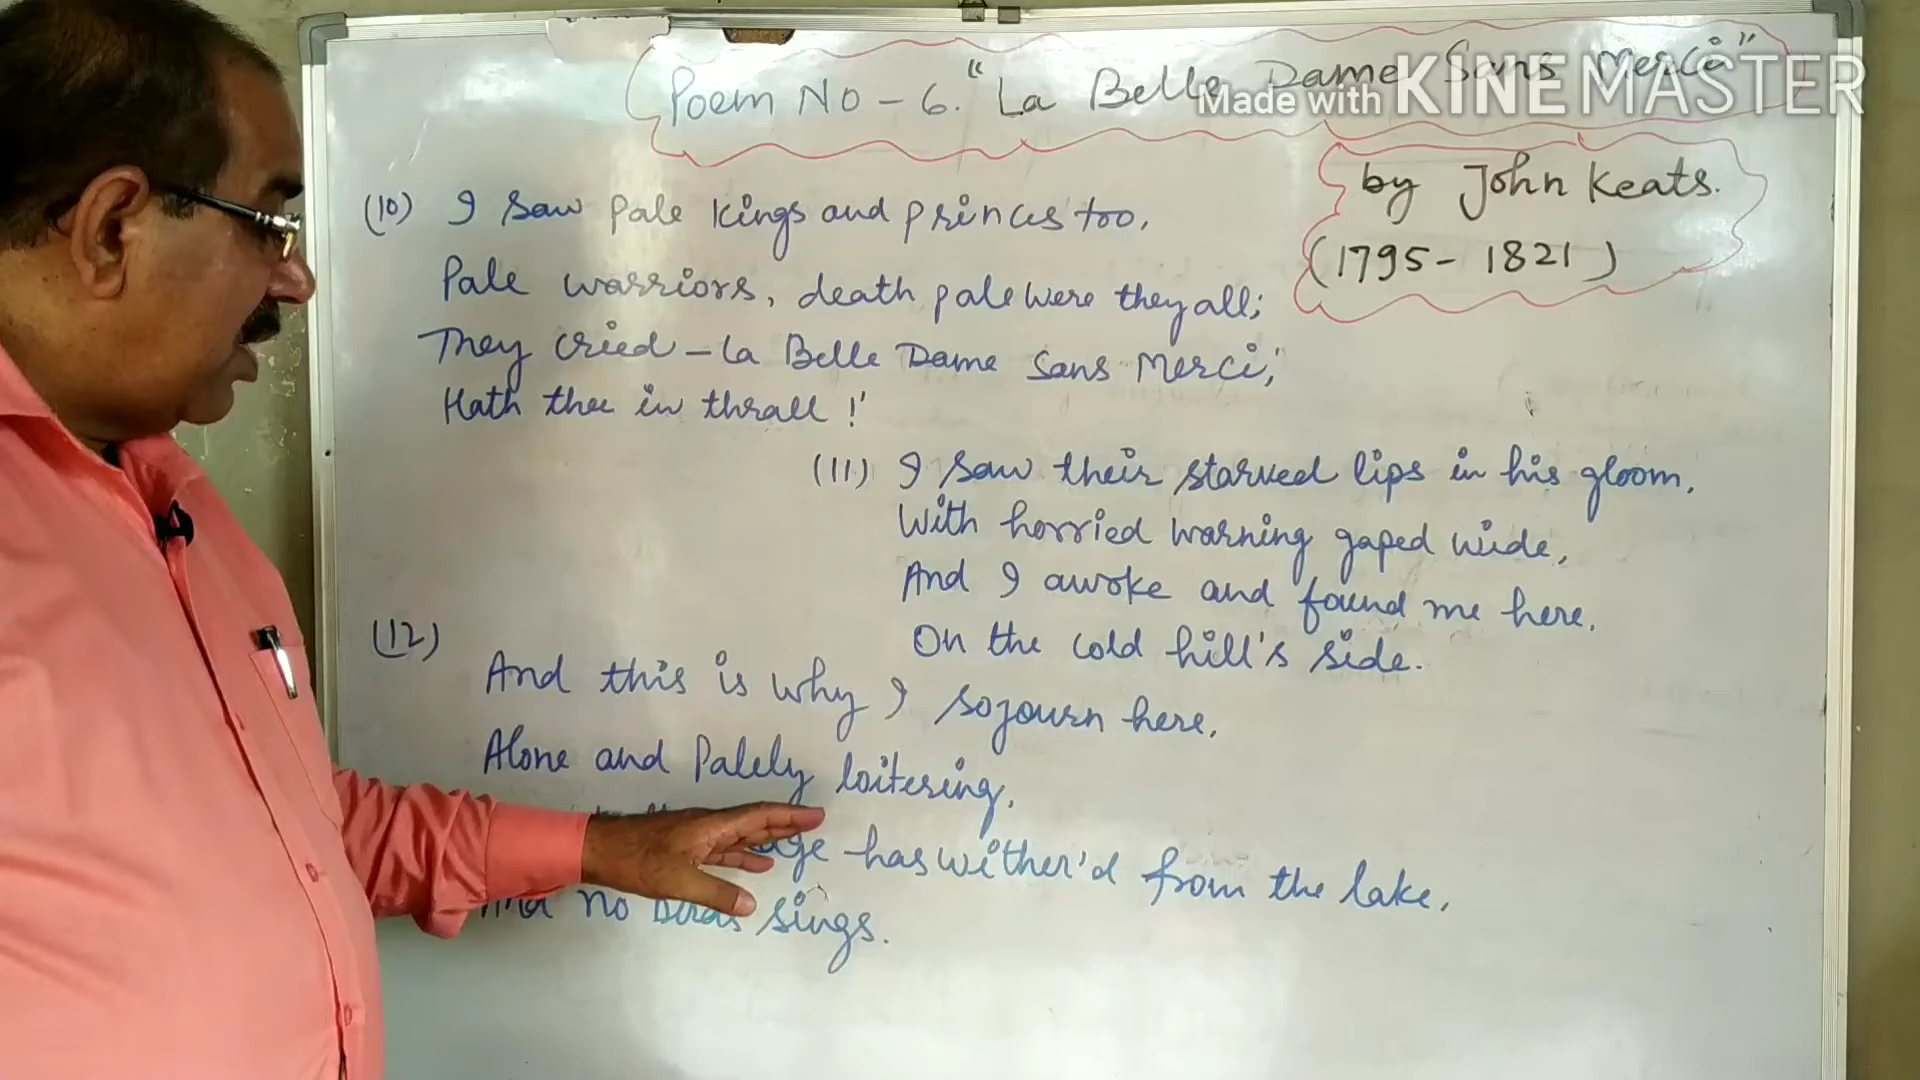 Poem No - 6. "La Belle Dame Sans Merci"
Made with KINEMASTER
by John Keats.
(1795 - 1821)
(10) I saw pale kings and princes too,
Pale warriors, death pale were they all;
They cried - La Belle Dame Sans Merci;
Hath thee in thrall !'
(11) I saw their starved lips in his gloom,
With horried warning gaped wide,
And I awoke and found me here,
On the cold hill's side.
(12)
And this is why I sojourn here,
Alone and Palely loitering,
has wither'd from the lake,
And no birds sings.